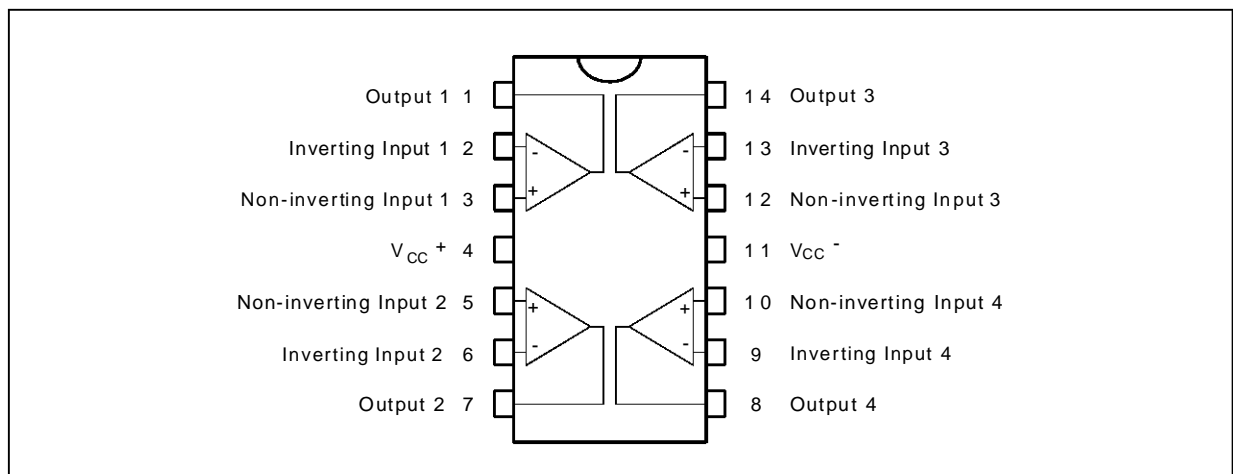 Output 1 1
Inverting Input 1 2
- 
Non-inverting Input 1 3
+
VCC + 4
Non-inverting Input 2 5
+
Inverting Input 2 6
-
Output 2 7
14 Output 3
13 Inverting Input 3
-
12 Non-inverting Input 3
+
11 VCC -
10 Non-inverting Input 4
+
9 Inverting Input 4
-
8 Output 4